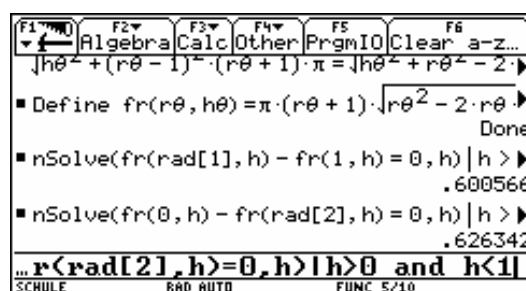 F1 F2 F3 F4 F5 F6
Algebra Calc Other PrgmIO Clear a-z…
√hθ² + (rθ - 1)² · (rθ + 1) · π = √hθ² + rθ² - 2 ·
▪ Define fr(rθ, hθ) = π · (rθ + 1) · √rθ² - 2 · rθ
Done
▪ nSolve(fr(rad[1], h) - fr(1, h) = 0, h) | h >
.600566
▪ nSolve(fr(0, h) - fr(rad[2], h) = 0, h) | h >
.626342
…r(rad[2],h)=0,h)|h>0 and h<1
SCHULE RAD AUTO FUNC 5/10